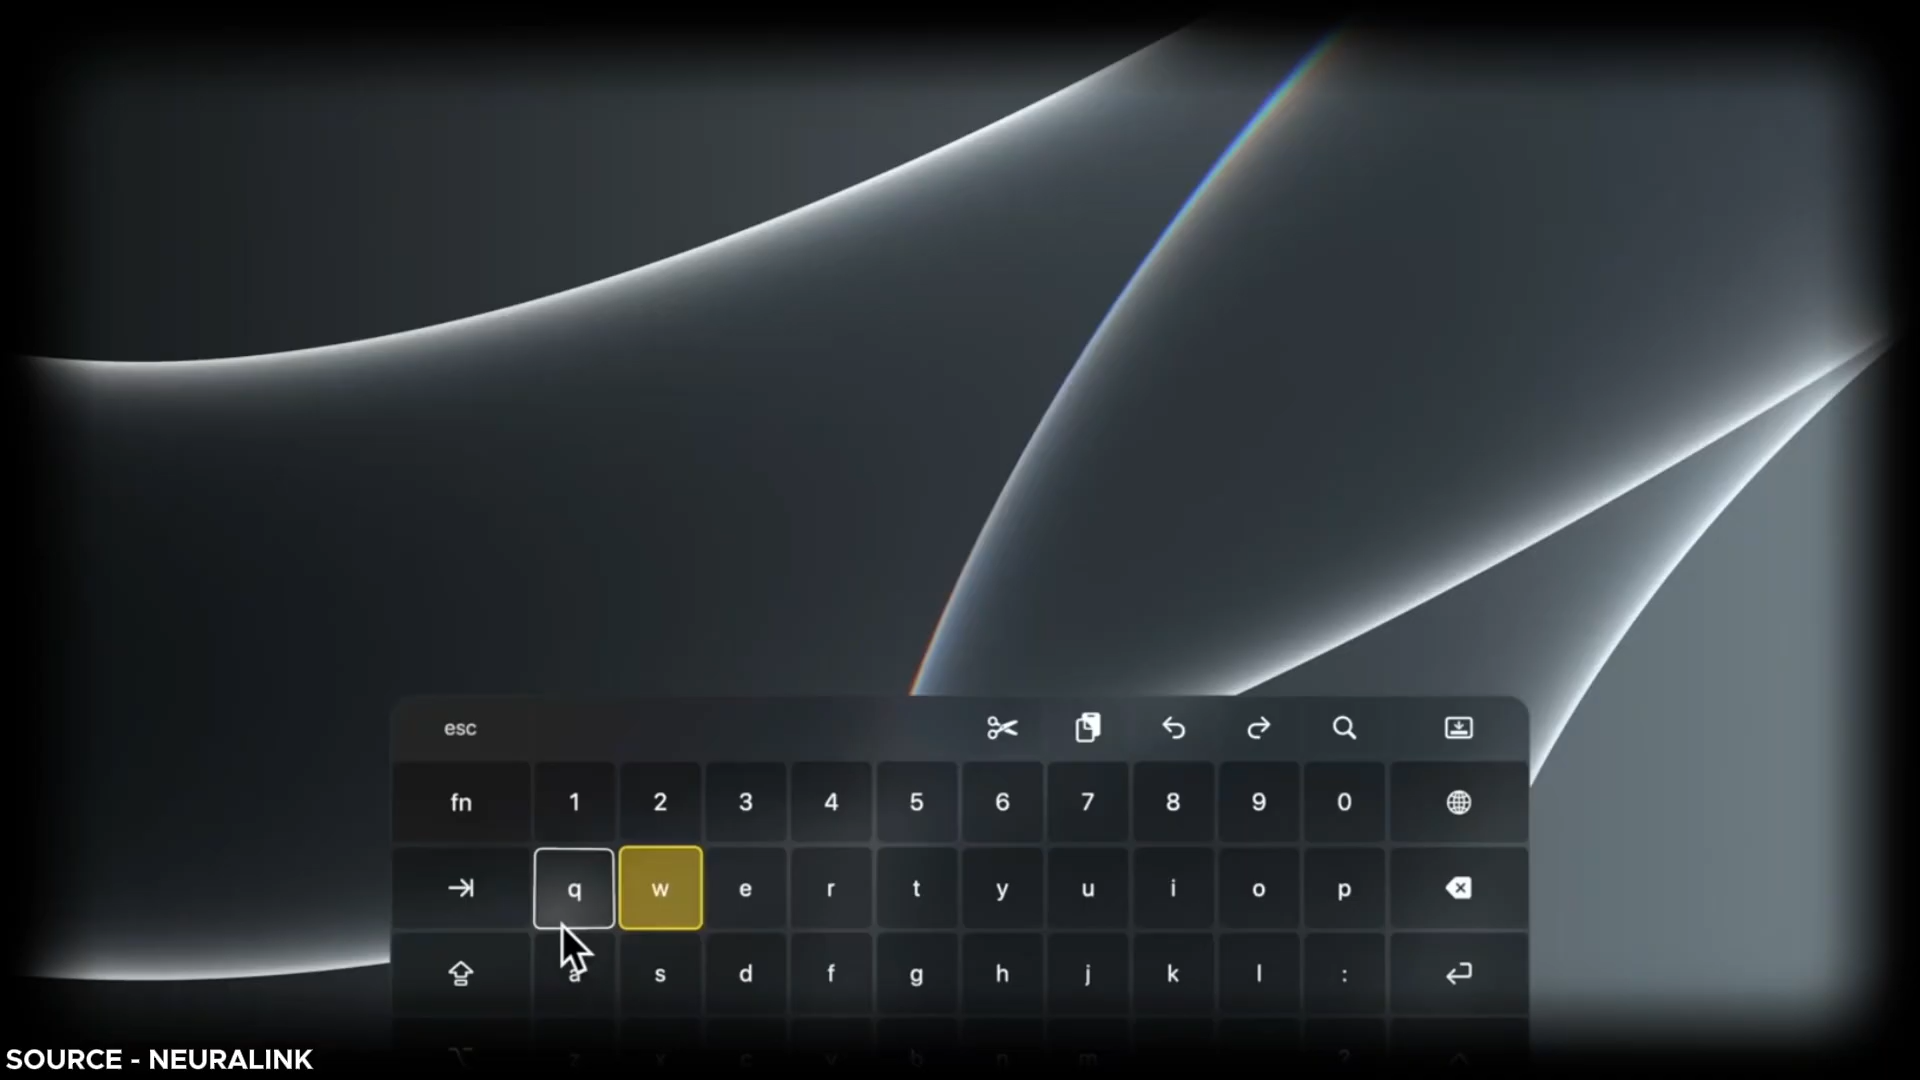 esc
fn 1 2 3 4 5 6 7 8 9 0
q w e r t y u i o p
a s d f g h j k l :
z x c v b n m ?
SOURCE - NEURALINK